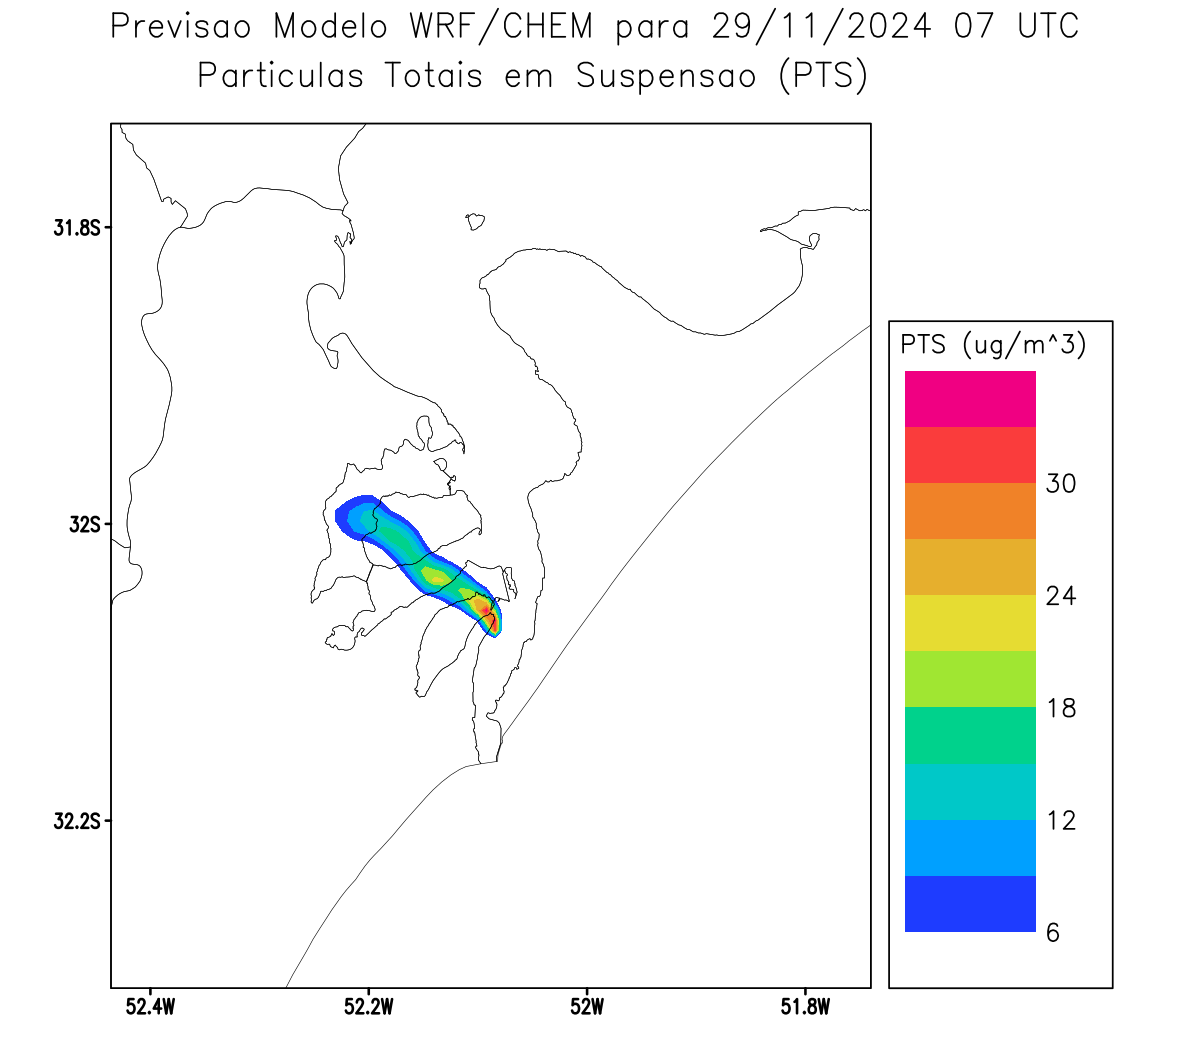 Previsao Modelo WRF/CHEM para 29/11/2024 07 UTC
Particulas Totais em Suspensao (PTS)
31.8S
32S
32.2S
52.4W
52.2W
52W
51.8W
PTS (ug/m^3)
30
24
18
12
6